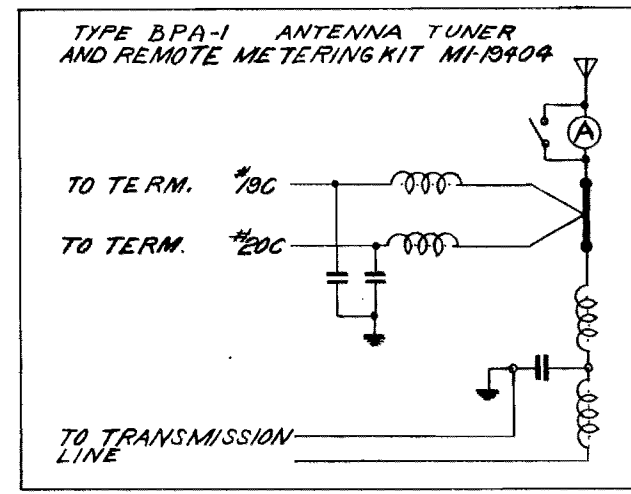 TYPE BPA-1 ANTENNA TUNER
AND REMOTE METERING KIT MI-19404
A
TO TERM. #19C
TO TERM. #20C
TO TRANSMISSION
LINE